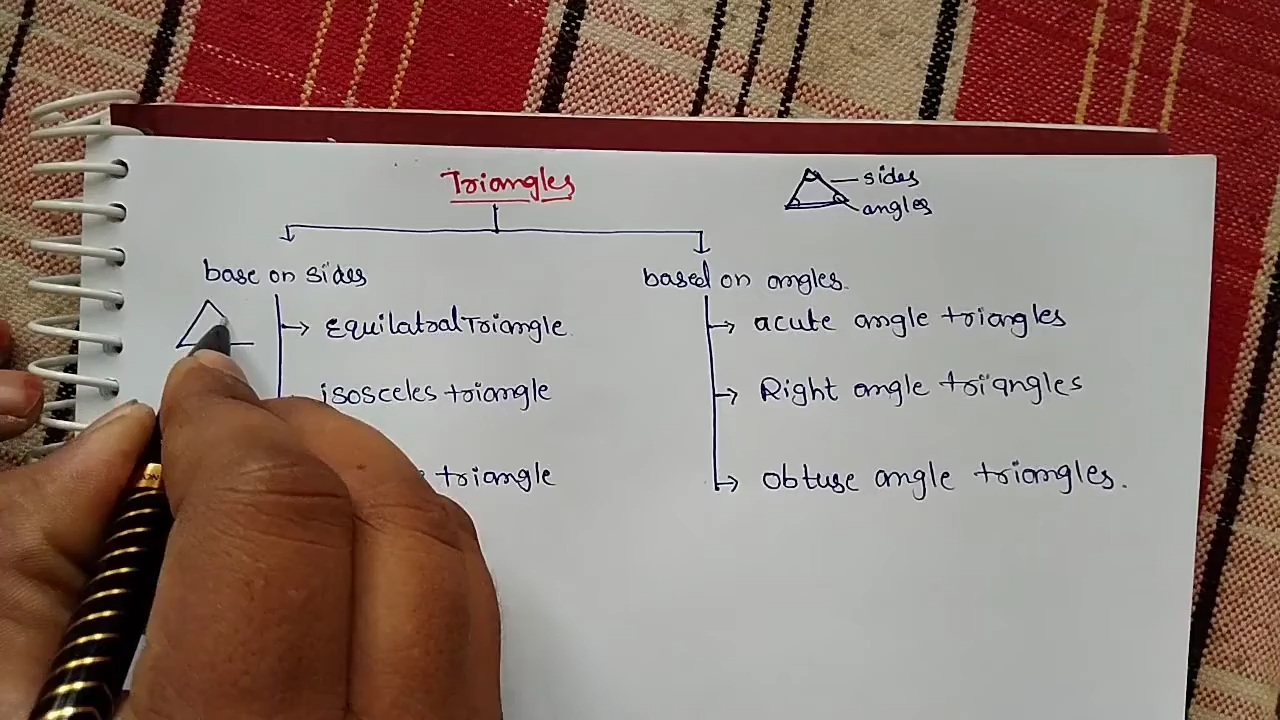 Triangles
sides
angles
base on sides
Equilatral Triangle
isosceles triangle
triangle
based on angles.
acute angle triangles
Right angle triangles
obtuse angle triangles.